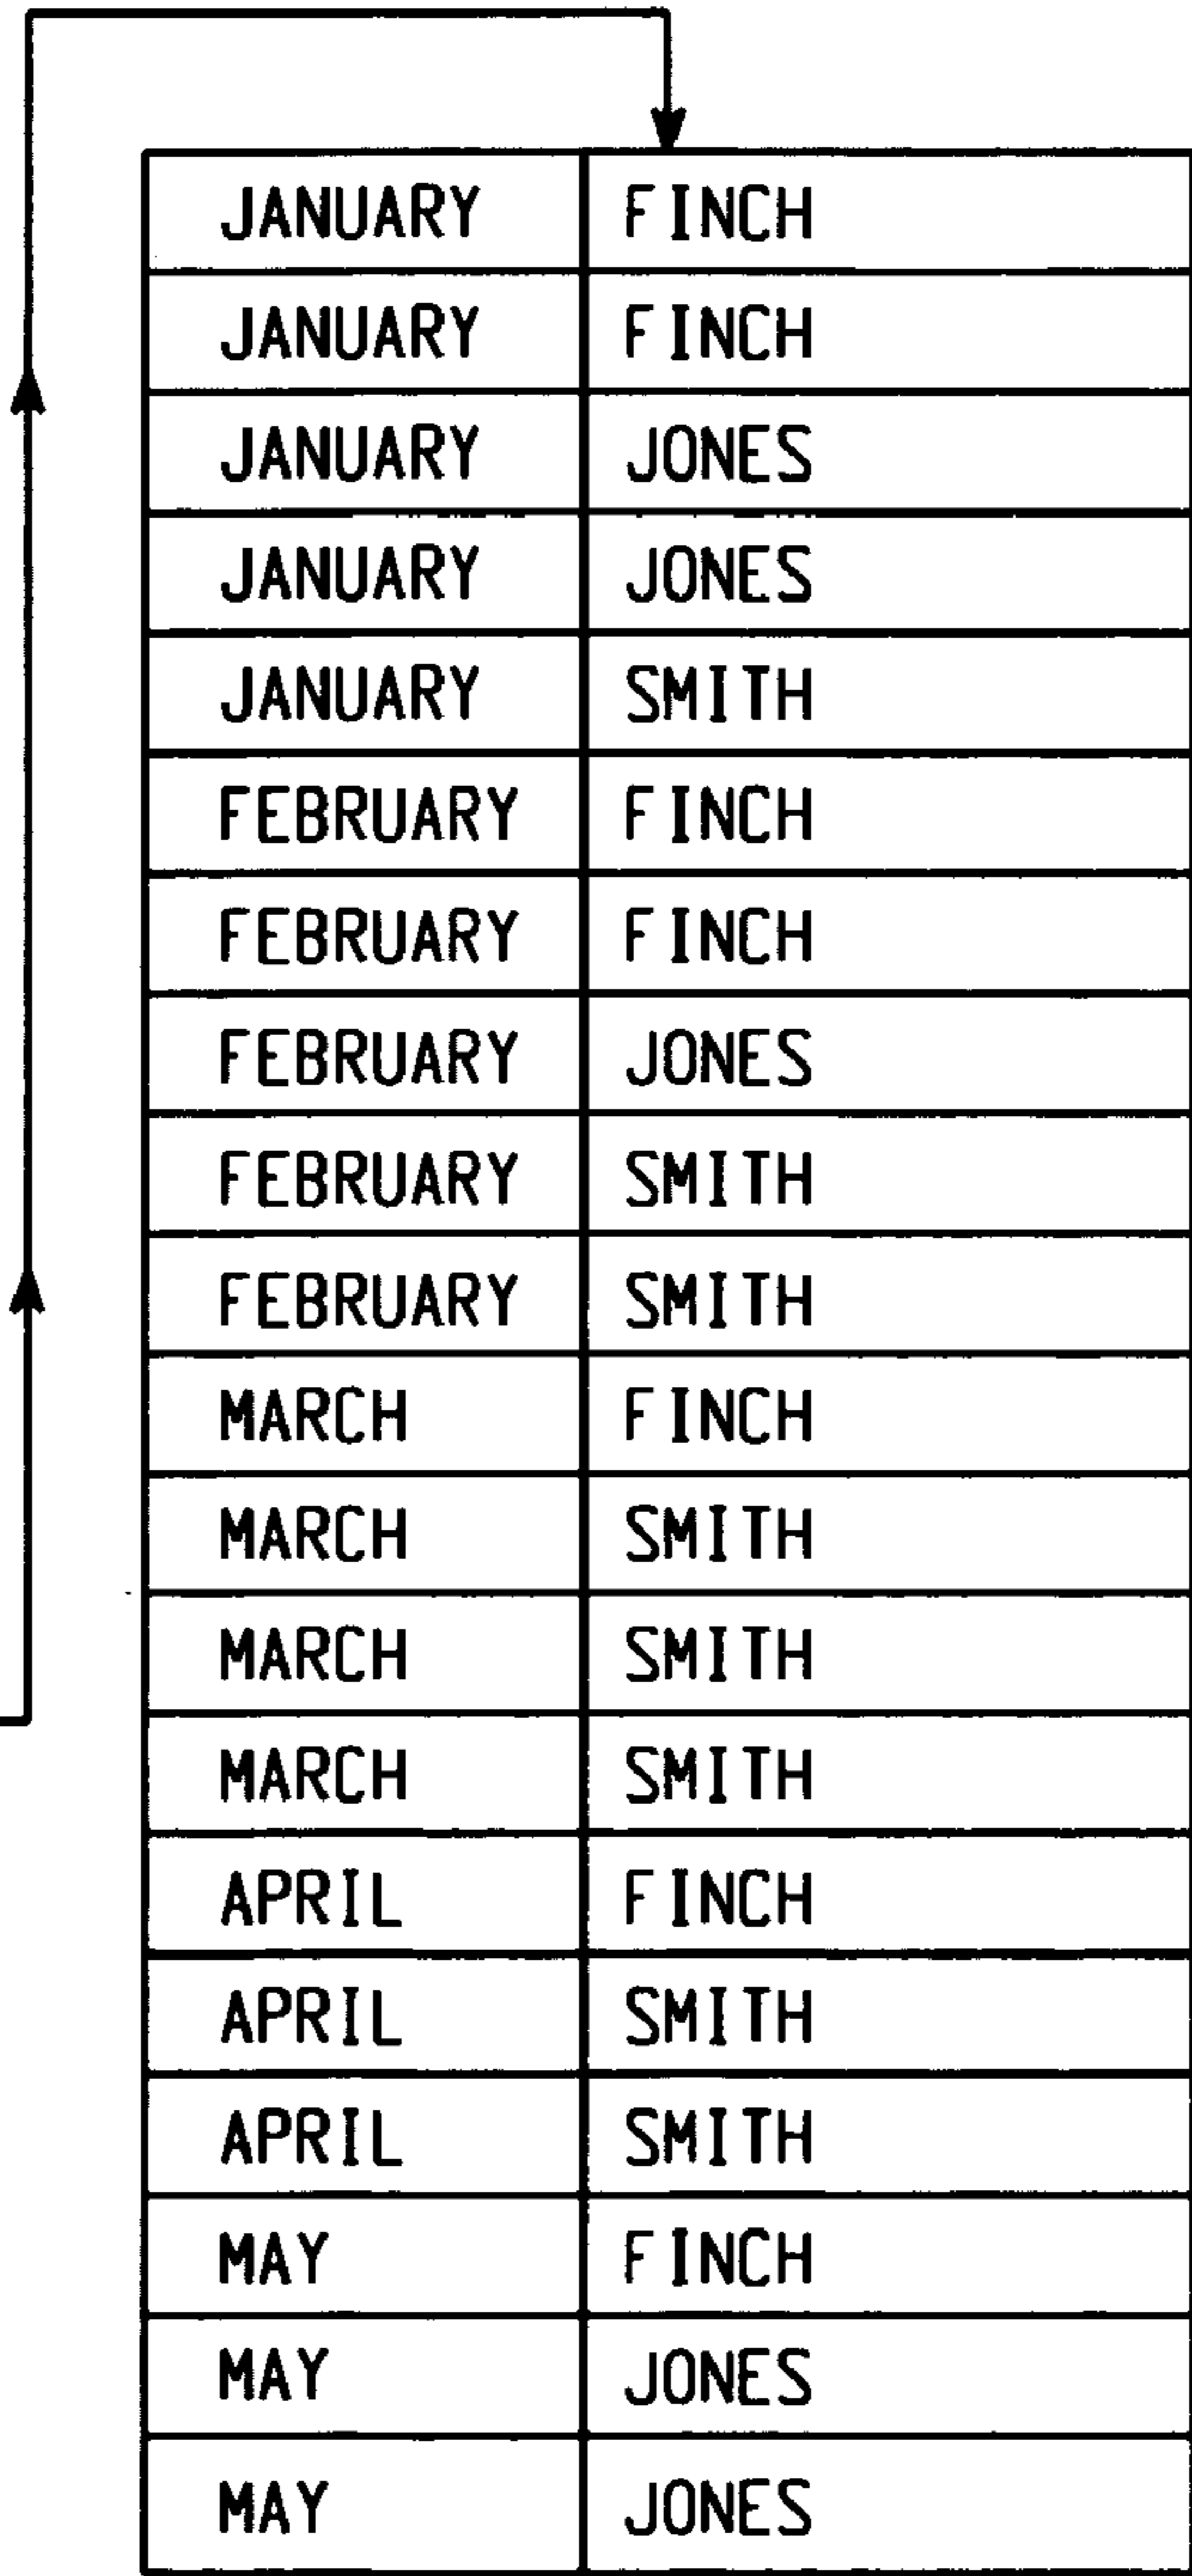 JANUARY FINCH
JANUARY FINCH
JANUARY JONES
JANUARY JONES
JANUARY SMITH
FEBRUARY FINCH
FEBRUARY FINCH
FEBRUARY JONES
FEBRUARY SMITH
FEBRUARY SMITH
MARCH FINCH
MARCH SMITH
MARCH SMITH
MARCH SMITH
APRIL FINCH
APRIL SMITH
APRIL SMITH
MAY FINCH
MAY JONES
MAY JONES